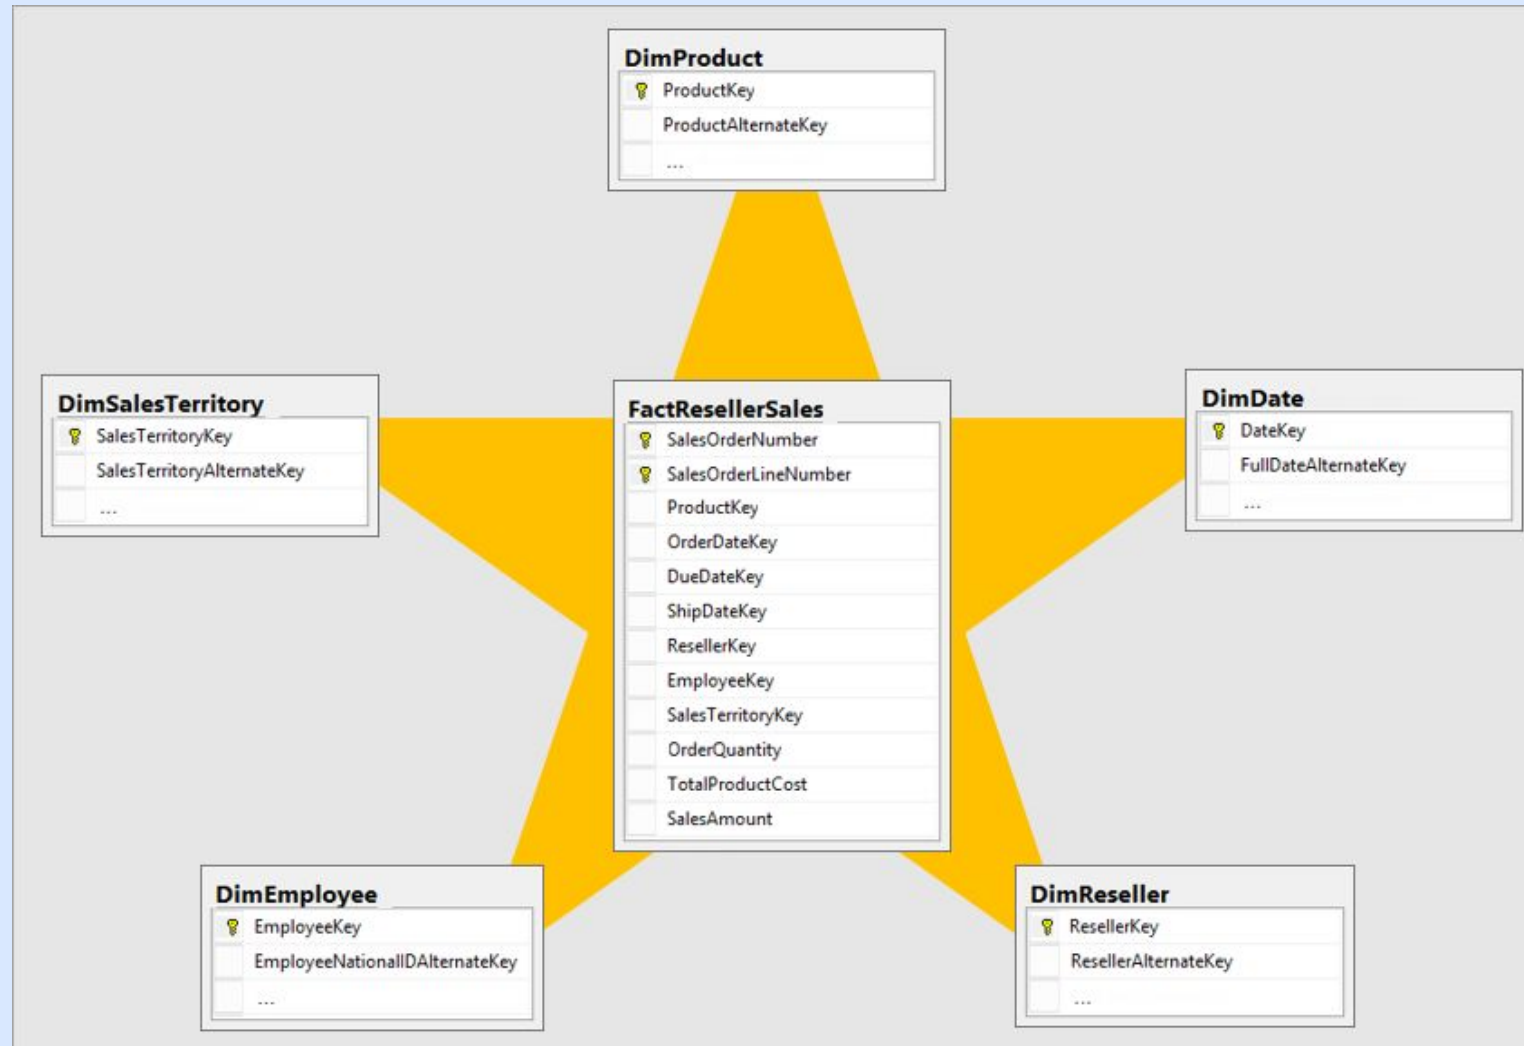 DimProduct
ProductKey
ProductAlternateKey
...
DimSalesTerritory
SalesTerritoryKey
SalesTerritoryAlternateKey
...
FactResellerSales
SalesOrderNumber
SalesOrderLineNumber
ProductKey
OrderDateKey
DueDateKey
ShipDateKey
ResellerKey
EmployeeKey
SalesTerritoryKey
OrderQuantity
TotalProductCost
SalesAmount
DimDate
DateKey
FullDateAlternateKey
...
DimEmployee
EmployeeKey
EmployeeNationalIDAlternateKey
...
DimReseller
ResellerKey
ResellerAlternateKey
...